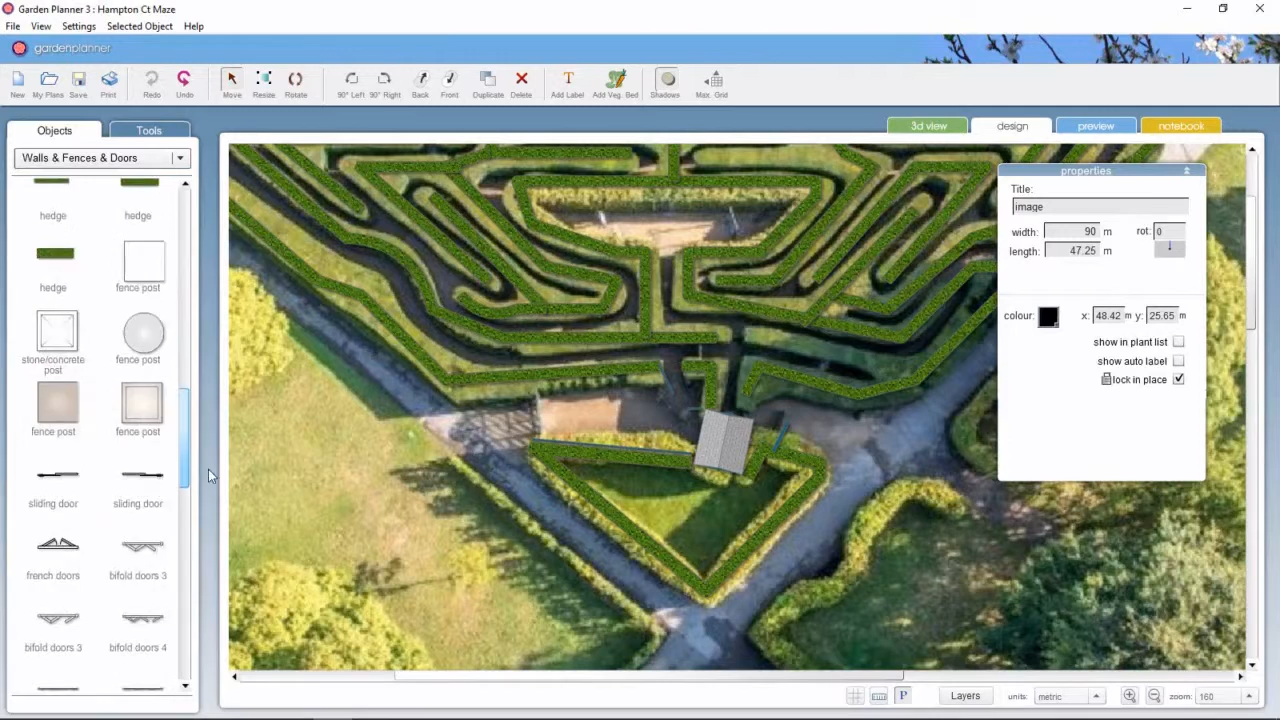 Garden Planner 3 : Hampton Ct Maze
File View Settings Selected Object Help
gardenplanner
New My Plans Save Print Redo Undo Move Resize Rotate 90° Left 90° Right Back Front Duplicate Delete Add Label Add Veg. Bed Shadows Max. Grid
Objects Tools
3d view design preview notebook
Walls & Fences & Doors
hedge hedge
hedge fence post
stone/concrete post fence post
fence post fence post
sliding door sliding door
french doors bifold doors 3
bifold doors 3 bifold doors 4
properties
Title:
image
width: 90 m rot: 0
length: 47.25 m
colour: x: 48.42 m y: 25.65 m
show in plant list
show auto label
lock in place
P Layers units: metric zoom: 160